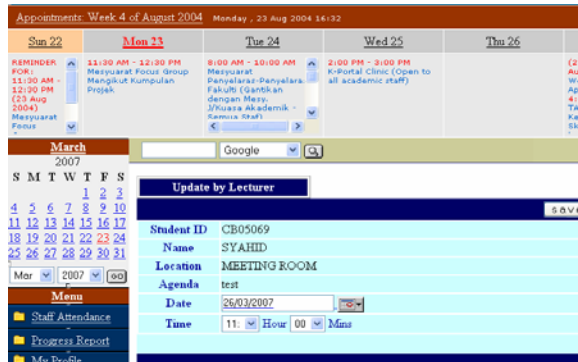 Appointments: Week 4 of August 2004 Monday , 23 Aug 2004 16:32
Sun 22 Mon 23 Tue 24 Wed 25 Thu 26
REMINDER
FOR:
11:30 AM -
12:30 PM
(23 Aug
2004)
Mesyuarat
Focus
11:30 AM - 12:30 PM
Mesyuarat Focus Group
Mengikut Kumpulan
Projek
8:00 AM - 10:00 AM
Mesyuarat
Penyelaras-Penyelara
Fakulti (Gantikan
dengan Mesy.
J/Kuasa Akademik -
Semua Staf)
2:00 PM - 3:00 PM
K-Portal Clinic (Open to
all academic staff)
March
2007
S M T W T F S
1 2 3
4 5 6 7 8 9 10
11 12 13 14 15 16 17
18 19 20 21 22 23 24
25 26 27 28 29 30 31
Mar 2007 GO
Menu
Staff Attendance
Progress Report
My Profile
Google
Update by Lecturer
save
Student ID CB05069
Name SYAHID
Location MEETING ROOM
Agenda test
Date 26/03/2007
Time 11: Hour 00 Mins